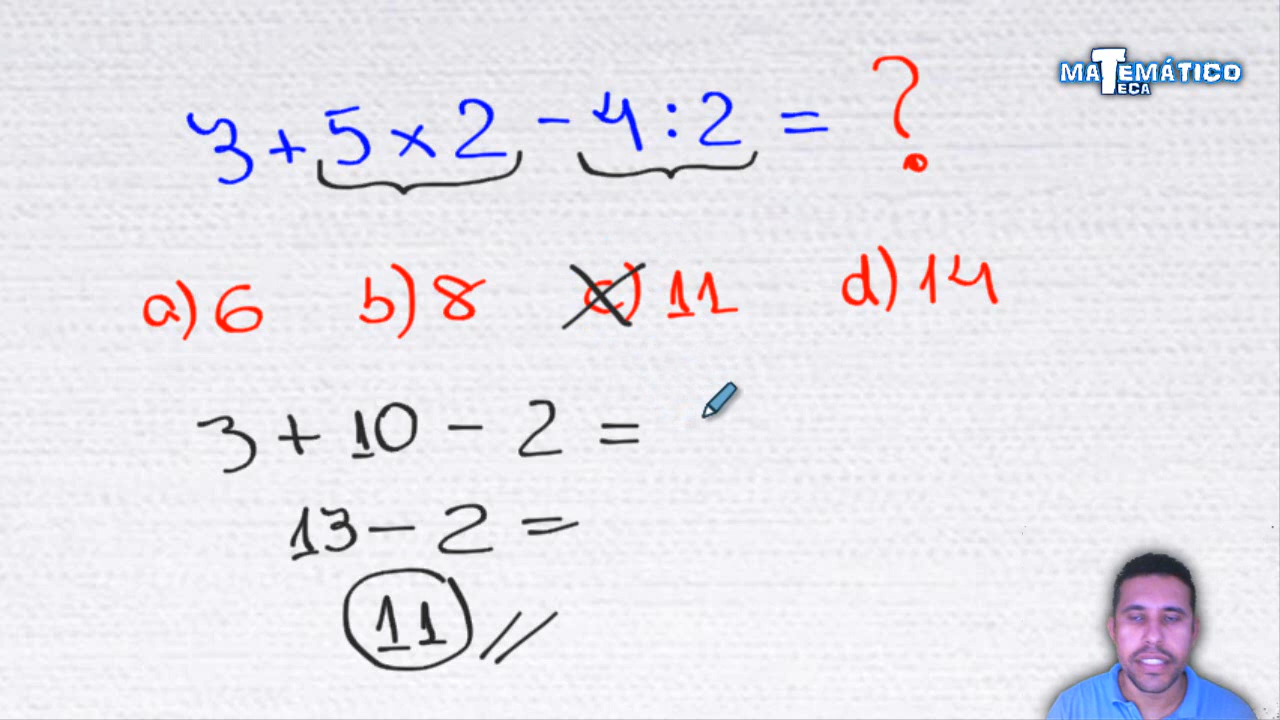 MATEMÁTICO
TECA
3 + 5 × 2 - 4 : 2 = ?
a) 6 b) 8 c) 11 d) 14
3 + 10 - 2 =
13 - 2 =
11 //